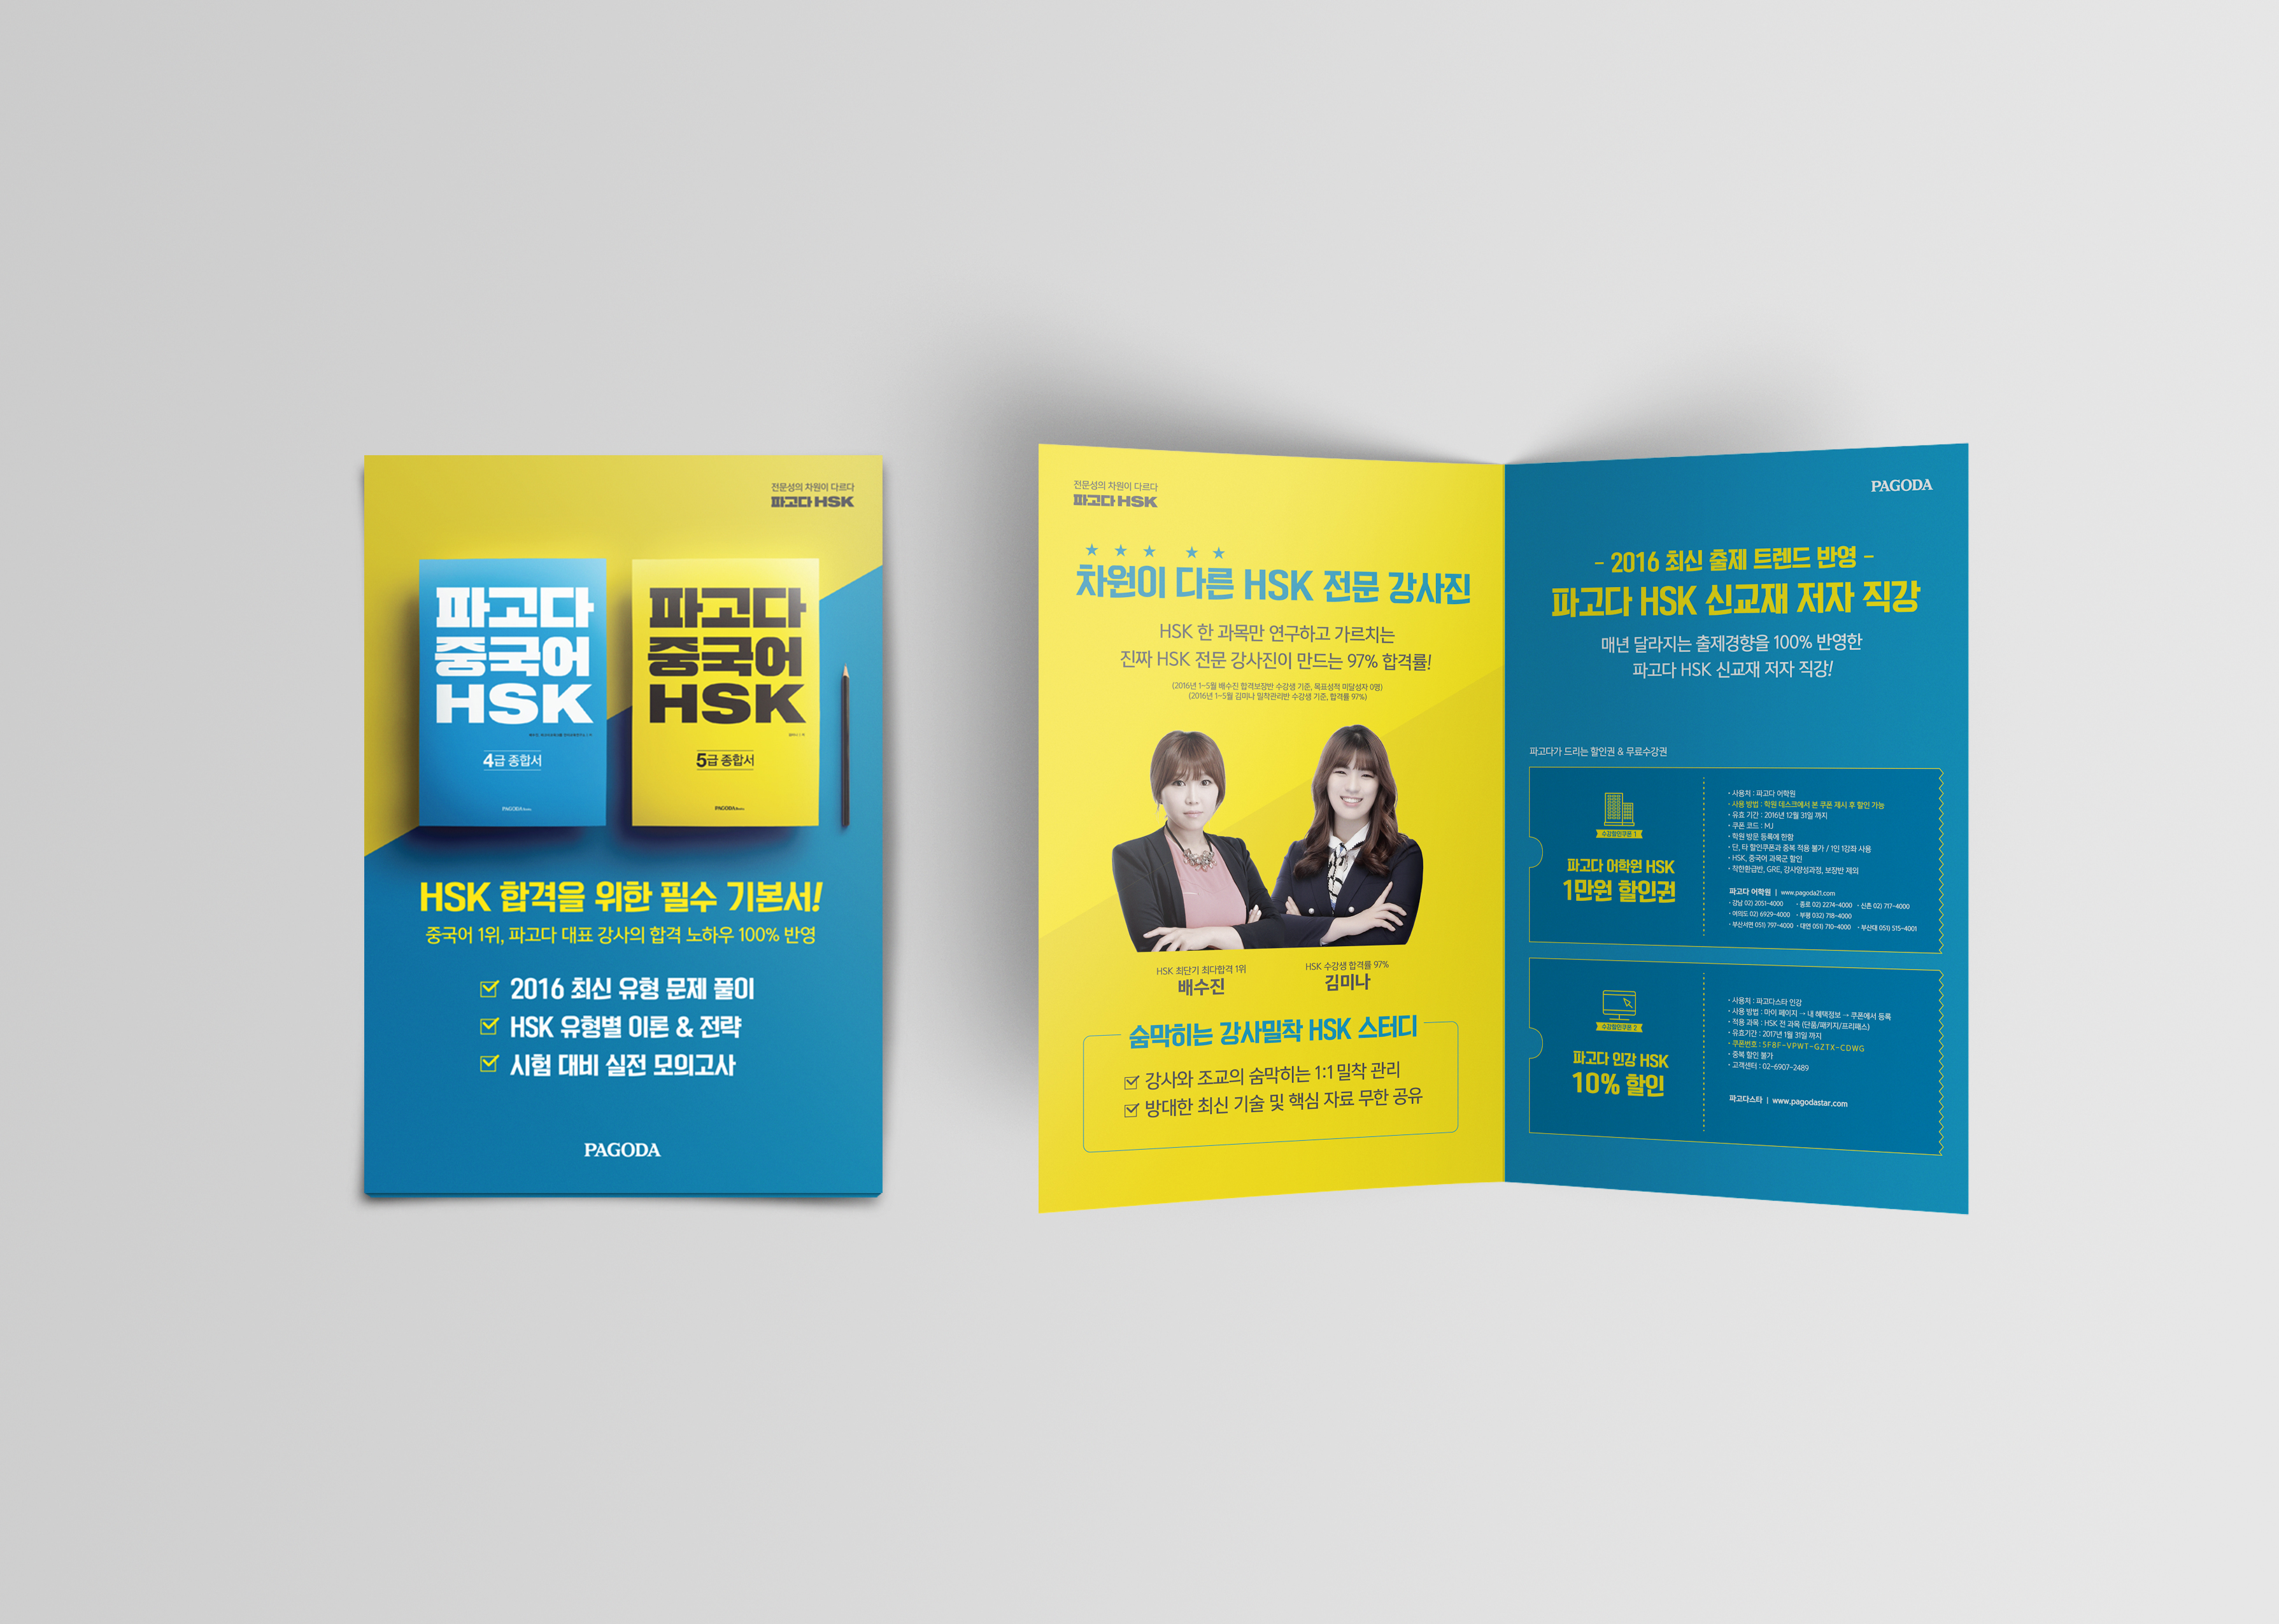 전문성의 차원이 다르다
파고다 HSK
파고다
중국어
HSK
4급 종합서
PAGODA Books
파고다
중국어
HSK
5급 종합서
PAGODA Books
HSK 합격을 위한 필수 기본서!
중국어 1위, 파고다 대표 강사의 합격 노하우 100% 반영
2016 최신 유형 문제 풀이
HSK 유형별 이론 & 전략
시험 대비 실전 모의고사
PAGODA
전문성의 차원이 다르다
파고다 HSK
차원이 다른 HSK 전문 강사진
HSK 한 과목만 연구하고 가르치는
진짜 HSK 전문 강사진이 만드는 97% 합격률!
(2016년 1~5월 배수진 합격보장반 수강생 기준, 목표성적 미달성자 0명)
(2016년 1~5월 김미나 밀착관리반 수강생 기준, 합격률 97%)
HSK 최단기 최다합격 1위
배수진
HSK 수강생 합격률 97%
김미나
숨막히는 강사밀착 HSK 스터디
강사와 조교의 숨막히는 1:1 밀착 관리
방대한 최신 기술 및 핵심 자료 무한 공유
PAGODA
- 2016 최신 출제 트렌드 반영 -
파고다 HSK 신교재 저자 직강
매년 달라지는 출제경향을 100% 반영한
파고다 HSK 신교재 저자 직강!
파고다가 드리는 할인권 & 무료수강권
수강할인쿠폰 1
파고다 어학원 HSK
1만원 할인권
· 사용처 : 파고다 어학원
· 사용 방법 : 학원 데스크에서 본 쿠폰 제시 후 할인 가능
· 유효 기간 : 2016년 12월 31일 까지
· 쿠폰 코드 : MJ
· 학원 방문 등록에 한함
· 단, 타 할인쿠폰과 중복 적용 불가 / 1인 1강좌 사용
· HSK, 중국어 과목군 할인
· 착한환급반, GRE, 강사양성과정, 보장반 제외
파고다 어학원 | www.pagoda21.com
· 강남 02) 2051-4000 · 종로 02) 2274-4000 · 신촌 02) 717-4000
· 여의도 02) 6929-4000 · 부평 032) 718-4000
· 부산서면 051) 797-4000 · 대연 051) 710-4000 · 부산대 051) 515-4001
수강할인쿠폰 2
파고다 인강 HSK
10% 할인
· 사용처 : 파고다스타 인강
· 사용 방법 : 마이 페이지 → 내 혜택정보 → 쿠폰에서 등록
· 적용 과목 : HSK 전 과목 (단품/패키지/프리패스)
· 유효기간 : 2017년 1월 31일 까지
· 쿠폰번호 : 5F8F-VPWT-GZTX-CDWG
· 중복 할인 불가
· 고객센터 : 02-6907-2489
파고다스타 | www.pagodastar.com